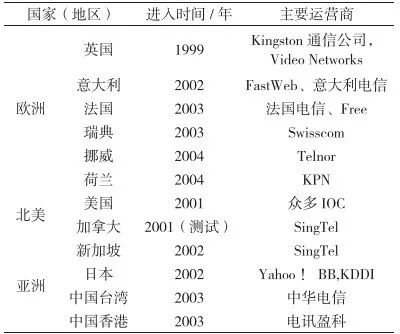 国家（地区） 进入时间/年 主要运营商
欧洲 英国 1999 Kingston 通信公司，
Video Networks
意大利 2002 FastWeb、意大利电信
法国 2003 法国电信、Free
瑞典 2003 Swisscom
挪威 2004 Telnor
荷兰 2004 KPN
北美 美国 2001 众多 IOC
加拿大 2001（测试） SingTel
亚洲 新加坡 2002 SingTel
日本 2002 Yahoo！ BB,KDDI
中国台湾 2003 中华电信
中国香港 2003 电讯盈科